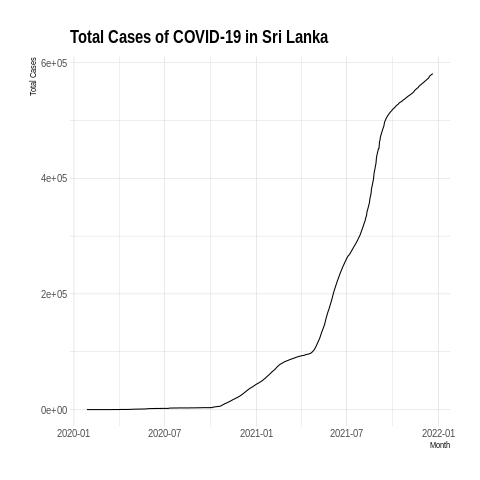 Total Cases of COVID-19 in Sri Lanka
Total Cases
6e+05
4e+05
2e+05
0e+00
2020-01 2020-07 2021-01 2021-07 2022-01
Month